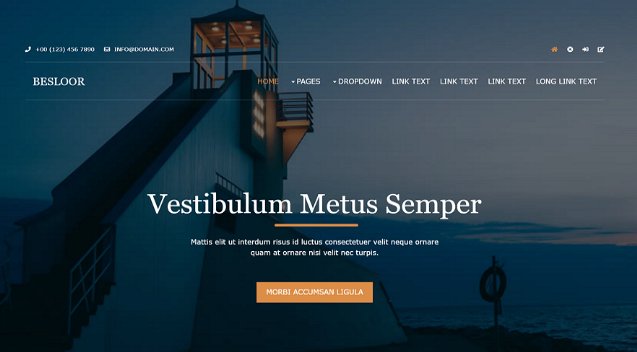 +00 (123) 456 7890 INFO@DOMAIN.COM
BESLOOR HOME PAGES DROPDOWN LINK TEXT LINK TEXT LINK TEXT LONG LINK TEXT
Vestibulum Metus Semper
Mattis elit ut interdum risus id luctus consectetuer velit neque ornare
quam at ornare nisi velit nec turpis.
MORBI ACCUMSAN LIGULA